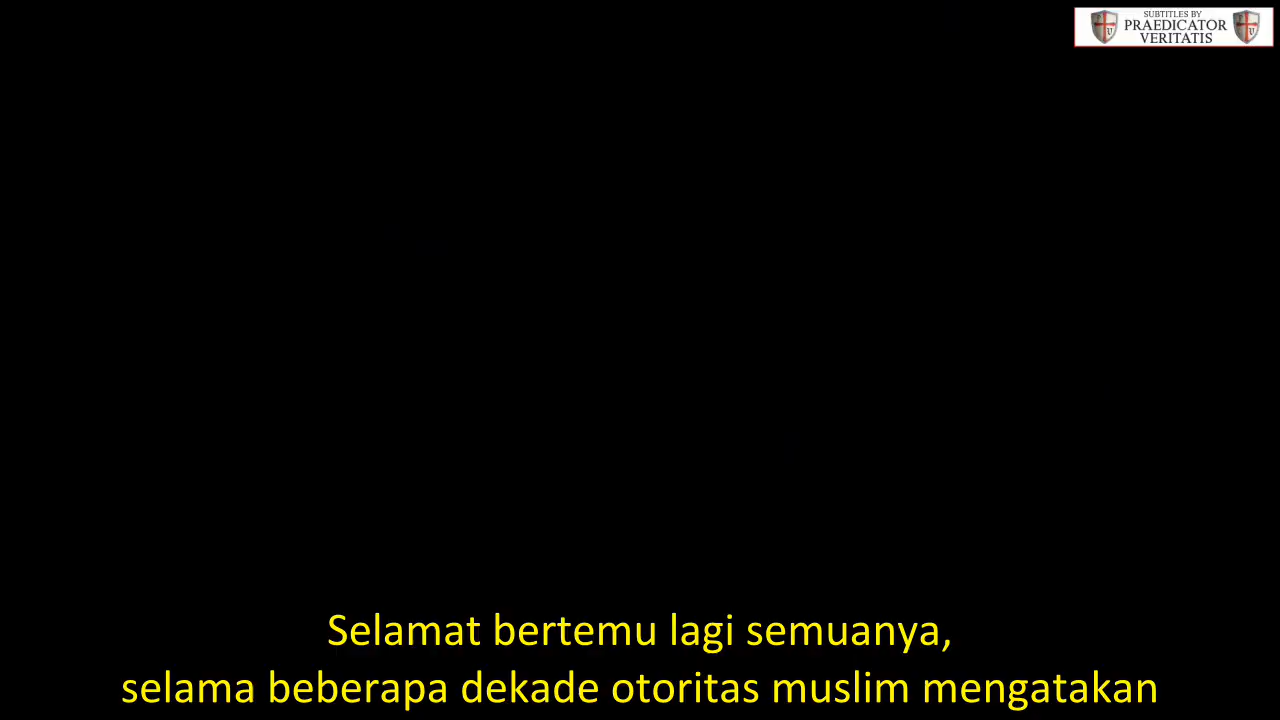 SUBTITLES BY
PRAEDICATOR
VERITATIS
Selamat bertemu lagi semuanya,
selama beberapa dekade otoritas muslim mengatakan